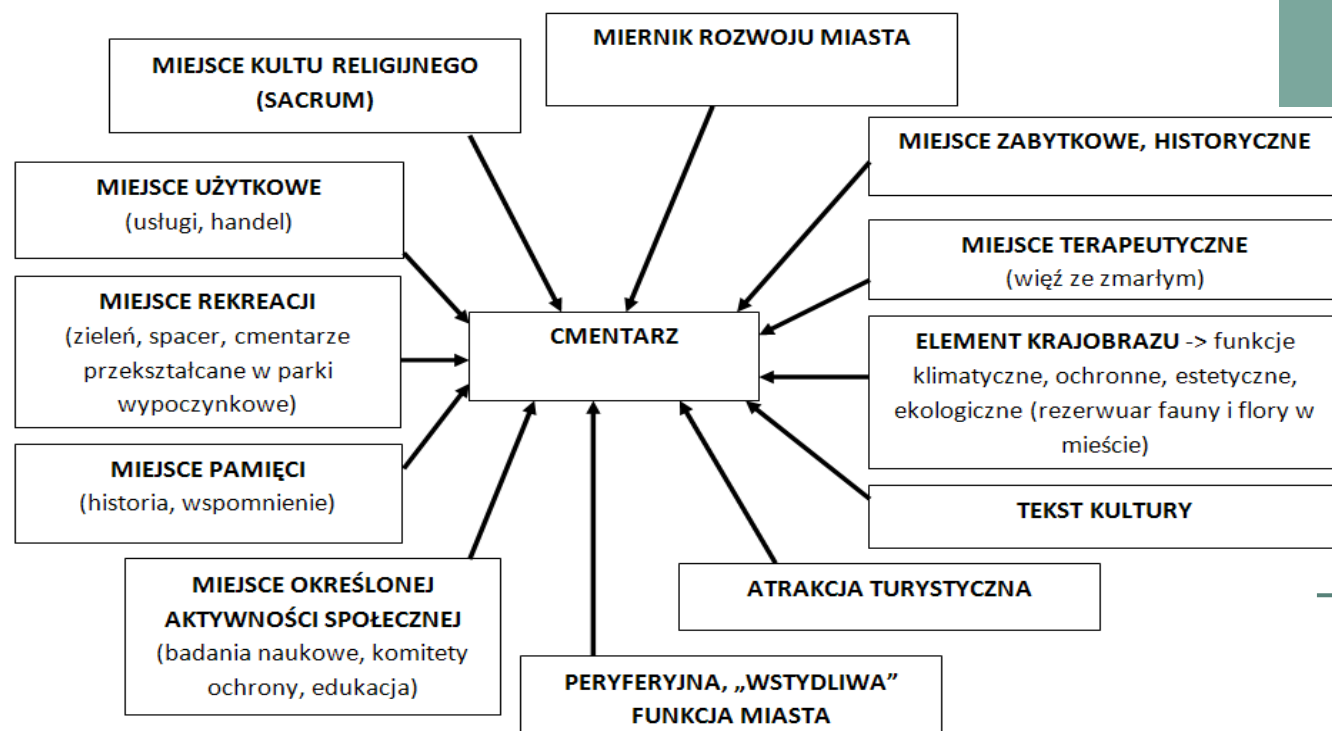 MIERNIK ROZWOJU MIASTA
MIEJSCE KULTU RELIGIJNEGO
(SACRUM)
MIEJSCE ZABYTKOWE, HISTORYCZNE
MIEJSCE UŻYTKOWE
(usługi, handel)
MIEJSCE TERAPEUTYCZNE
(więź ze zmarłym)
MIEJSCE REKREACJI
(zieleń, spacer, cmentarze
przekształcane w parki
wypoczynkowe)
CMENTARZ
ELEMENT KRAJOBRAZU -> funkcje
klimatyczne, ochronne, estetyczne,
ekologiczne (rezerwuar fauny i flory w
mieście)
MIEJSCE PAMIĘCI
(historia, wspomnienie)
TEKST KULTURY
MIEJSCE OKREŚLONEJ
AKTYWNOŚCI SPOŁECZNEJ
(badania naukowe, komitety
ochrony, edukacja)
ATRAKCJA TURYSTYCZNA
PERYFERYJNA, „WSTYDLIWA”
FUNKCJA MIASTA